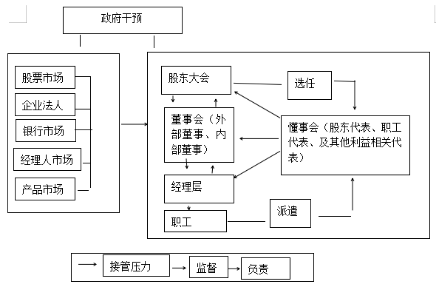 政府干预
股票市场
企业法人
银行市场
经理人市场
产品市场
股东大会
选任
董事会（外
部董事、内
部董事）
懂事会（股东代表、职工
代表、及其他利益相关代
表）
经理层
派遣
职工
接管压力
监督
负责